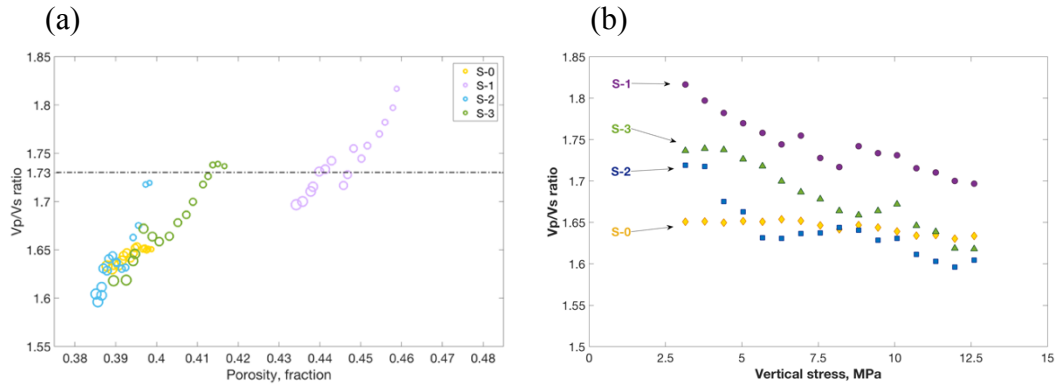 (a)
(b)
1.85
1.8
1.75
1.73
1.7
1.65
1.6
1.55
Vp/Vs ratio
0.38 0.39 0.4 0.41 0.42 0.43 0.44 0.45 0.46 0.47 0.48
Porosity, fraction
S-0
S-1
S-2
S-3
1.85
1.8
1.75
1.7
1.65
1.6
1.55
1.5
Vp/Vs ratio
S-1
S-3
S-2
S-0
0 2.5 5 7.5 10 12.5 15
Vertical stress, MPa